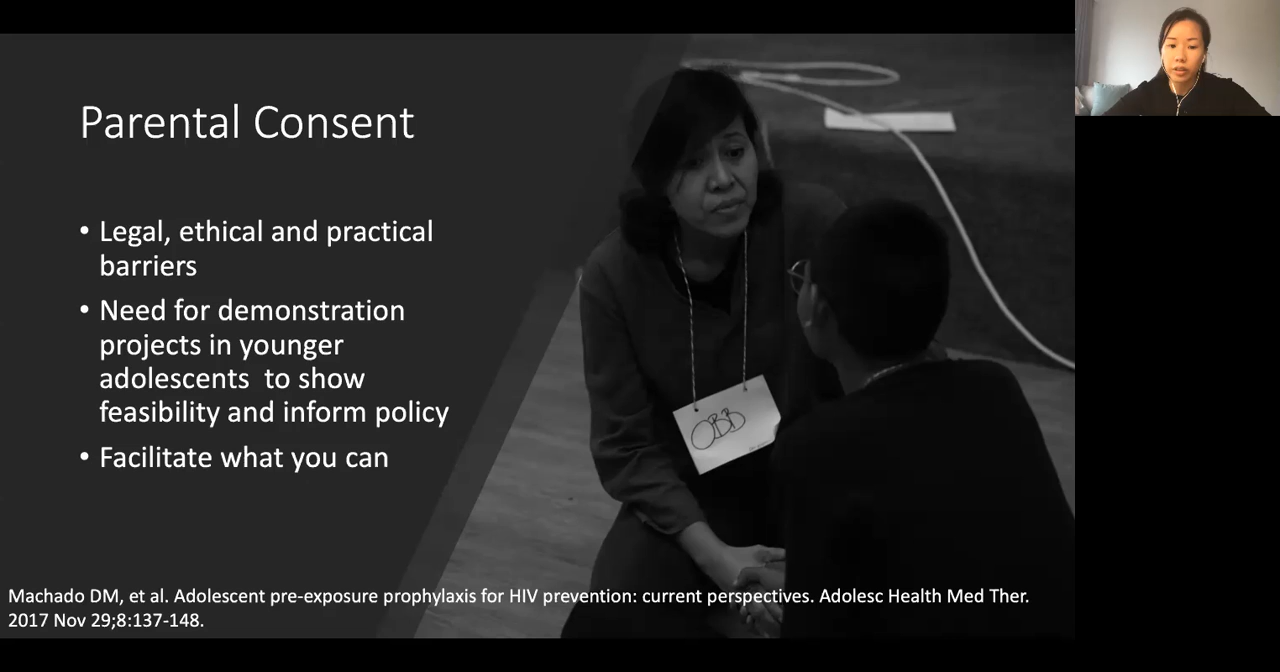 Parental Consent
• Legal, ethical and practical
barriers
• Need for demonstration
projects in younger
adolescents to show
feasibility and inform policy
• Facilitate what you can
OBB
Machado DM, et al. Adolescent pre-exposure prophylaxis for HIV prevention: current perspectives. Adolesc Health Med Ther.
2017 Nov 29;8:137-148.